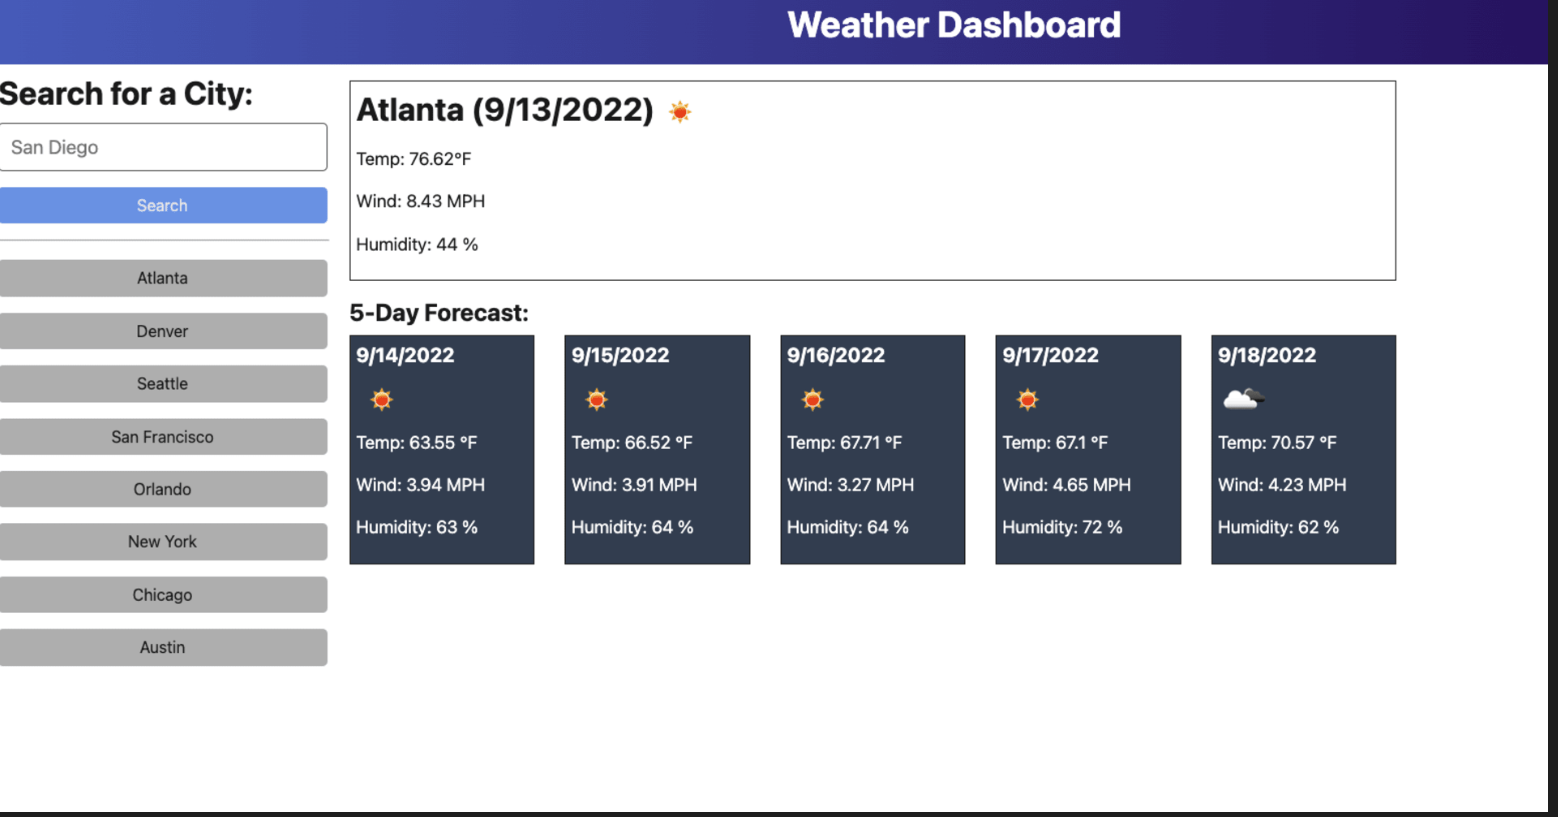 Weather Dashboard
Search for a City:
San Diego
Search
Atlanta
Denver
Seattle
San Francisco
Orlando
New York
Chicago
Austin
Atlanta (9/13/2022)
Temp: 76.62°F
Wind: 8.43 MPH
Humidity: 44 %
5-Day Forecast:
9/14/2022
Temp: 63.55 °F
Wind: 3.94 MPH
Humidity: 63 %
9/15/2022
Temp: 66.52 °F
Wind: 3.91 MPH
Humidity: 64 %
9/16/2022
Temp: 67.71 °F
Wind: 3.27 MPH
Humidity: 64 %
9/17/2022
Temp: 67.1 °F
Wind: 4.65 MPH
Humidity: 72 %
9/18/2022
Temp: 70.57 °F
Wind: 4.23 MPH
Humidity: 62 %